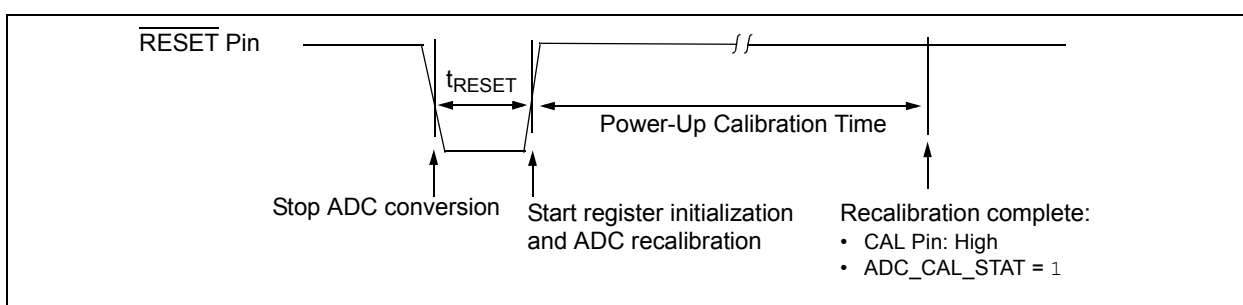 RESET Pin
tRESET
Power-Up Calibration Time
Stop ADC conversion
Start register initialization
and ADC recalibration
Recalibration complete:
• CAL Pin: High
• ADC_CAL_STAT = 1